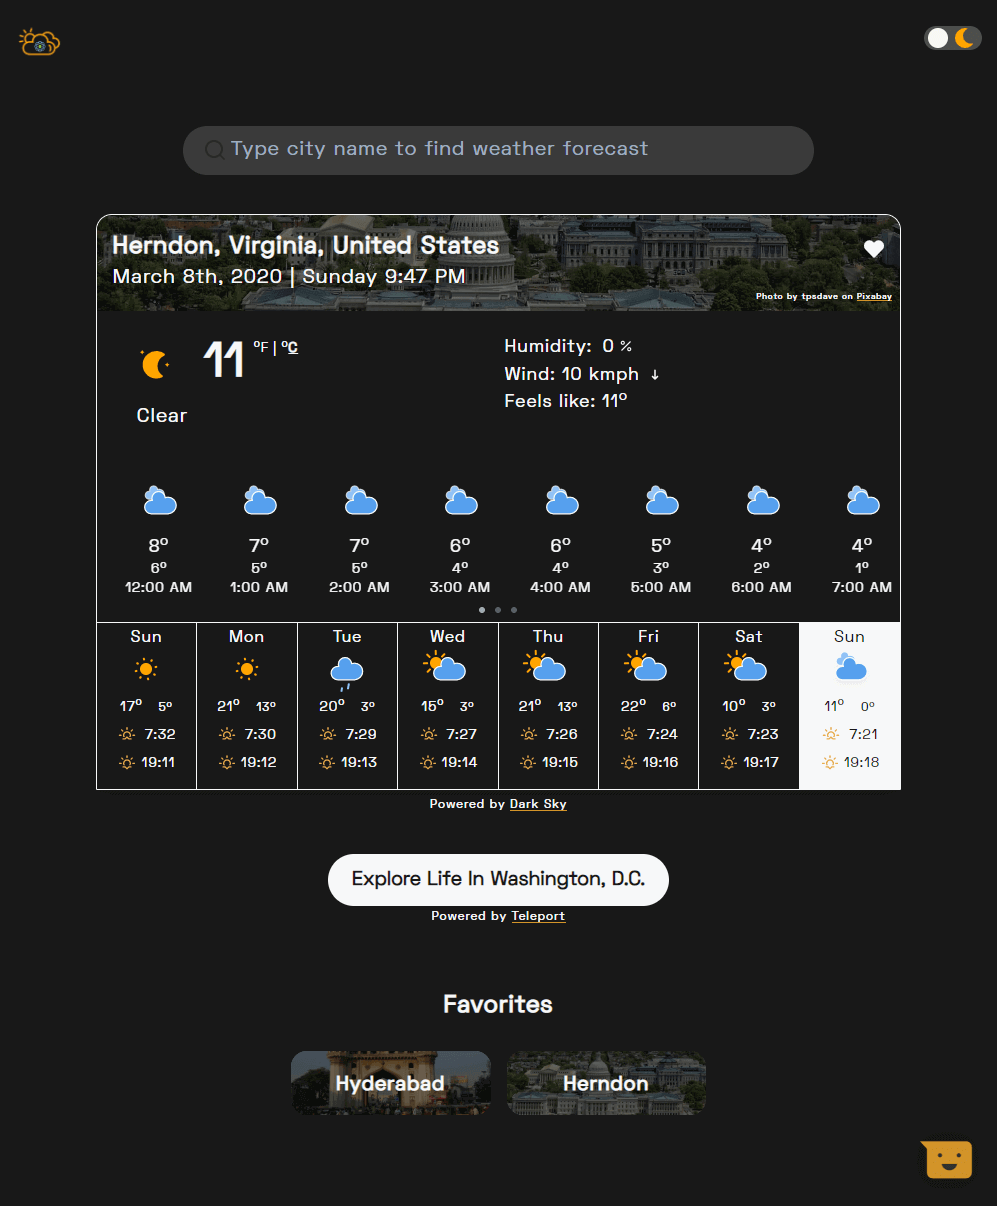 Type city name to find weather forecast
Herndon, Virginia, United States
March 8th, 2020 | Sunday 9:47 PM
Photo by tpsdave on Pixabay
11 °F | °C
Clear
Humidity: 0 %
Wind: 10 kmph ↓
Feels like: 11°
8° 7° 7° 6° 6° 5° 4° 4°
6° 5° 5° 4° 4° 3° 2° 1°
12:00 AM 1:00 AM 2:00 AM 3:00 AM 4:00 AM 5:00 AM 6:00 AM 7:00 AM
Sun Mon Tue Wed Thu Fri Sat Sun
17° 5° 21° 13° 20° 3° 15° 3° 21° 13° 22° 6° 10° 3° 11° 0°
7:32 7:30 7:29 7:27 7:26 7:24 7:23 7:21
19:11 19:12 19:13 19:14 19:15 19:16 19:17 19:18
Powered by Dark Sky
Explore Life In Washington, D.C.
Powered by Teleport
Favorites
Hyderabad Herndon